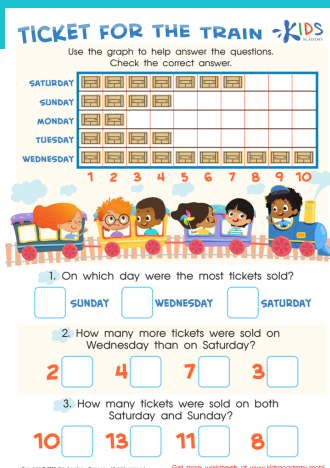 TICKET FOR THE TRAIN
KIDS
ACADEMY
Use the graph to help answer the questions.
Check the correct answer.
SATURDAY
SUNDAY
MONDAY
TUESDAY
WEDNESDAY
1 2 3 4 5 6 7 8 9 10
1. On which day were the most tickets sold?
SUNDAY WEDNESDAY SATURDAY
2. How many more tickets were sold on
Wednesday than on Saturday?
2 4 7 3
3. How many tickets were sold on both
Saturday and Sunday?
10 13 11 8
Get more worksheets at www.kidsacademy.mobi